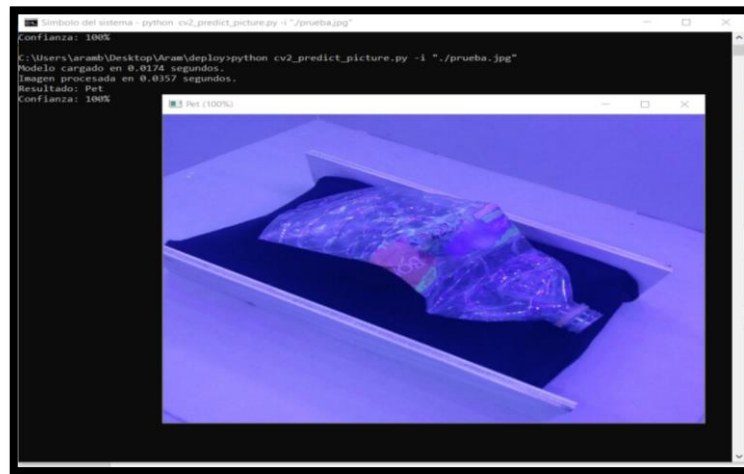 Símbolo del sistema - python cv2_predict_picture.py -i "./prueba.jpg"
Confianza: 100%
C:\Users\aramb\Desktop\Aram\deploy>python cv2_predict_picture.py -i "./prueba.jpg"
Modelo cargado en 0.0174 segundos.
Imagen procesada en 0.0357 segundos.
Resultado: Pet
Confianza: 100%
Pet (100%)